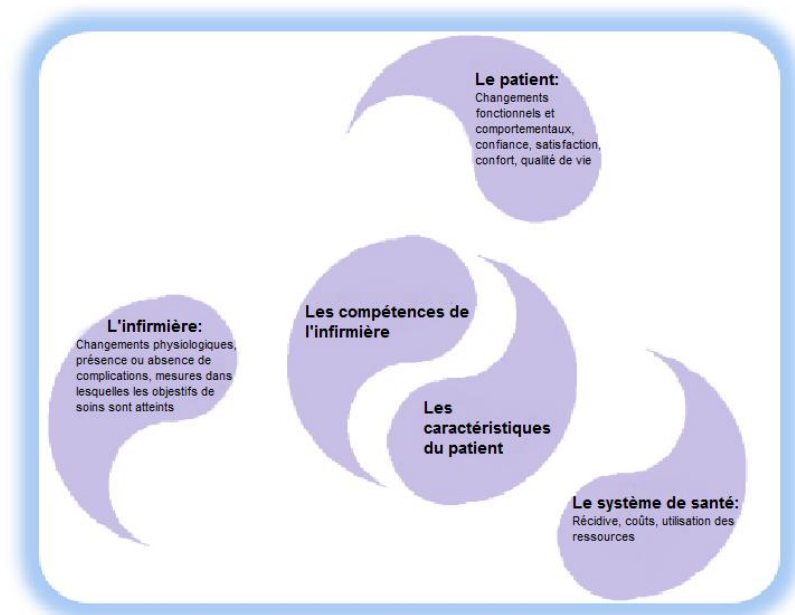 Le patient:
Changements
fonctionnels et
comportementaux,
confiance, satisfaction,
confort, qualité de vie
L'infirmière:
Changements physiologiques,
présence ou absence de
complications, mesures dans
lesquelles les objectifs de
soins sont atteints
Les compétences de
l'infirmière
Les
caractéristiques
du patient
Le système de santé:
Récidive, coûts, utilisation des
ressources